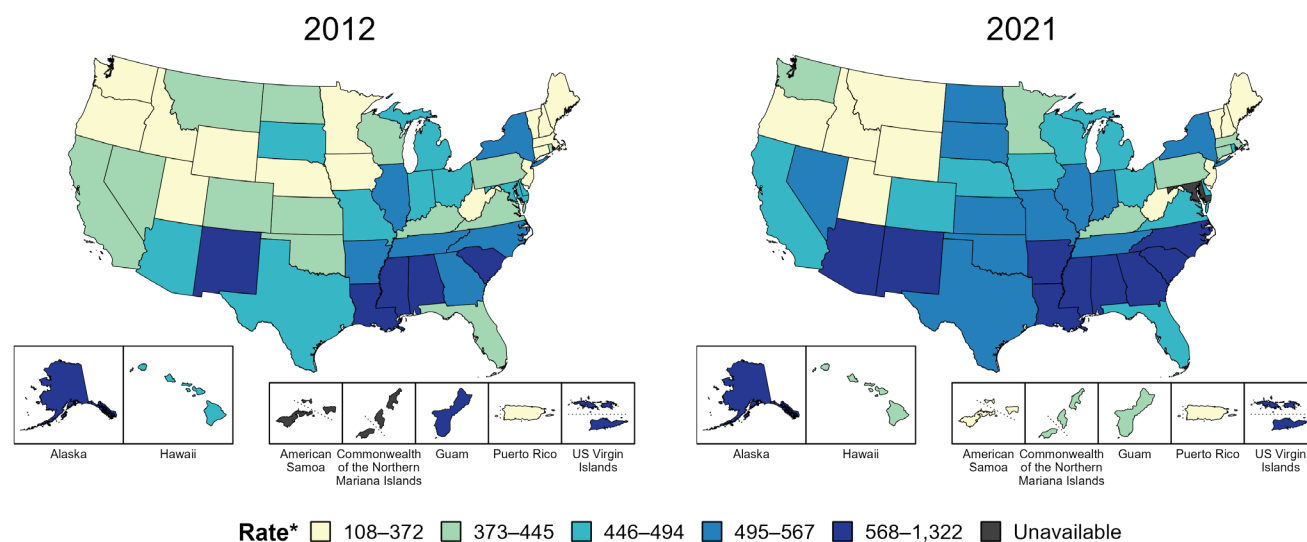 2012
2021
Alaska
Hawaii
American
Samoa
Commonwealth
of the Northern
Mariana Islands
Guam
Puerto Rico
US Virgin
Islands
Alaska
Hawaii
American
Samoa
Commonwealth
of the Northern
Mariana Islands
Guam
Puerto Rico
US Virgin
Islands
Rate* 108–372 373–445 446–494 495–567 568–1,322 Unavailable